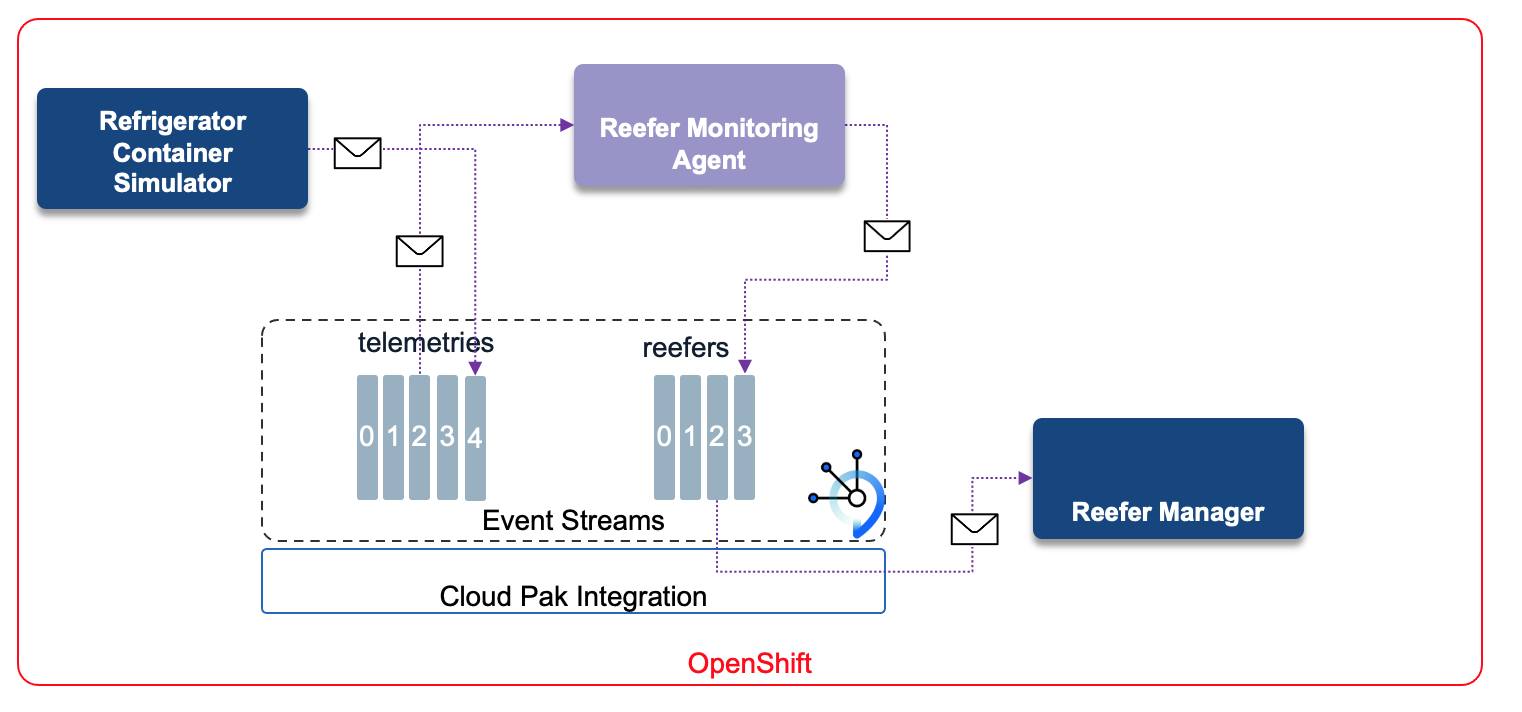 Refrigerator
Container
Simulator
Reefer Monitoring
Agent
telemetries
reefers
0 1 2 3 4
0 1 2 3
Event Streams
Reefer Manager
Cloud Pak Integration
OpenShift